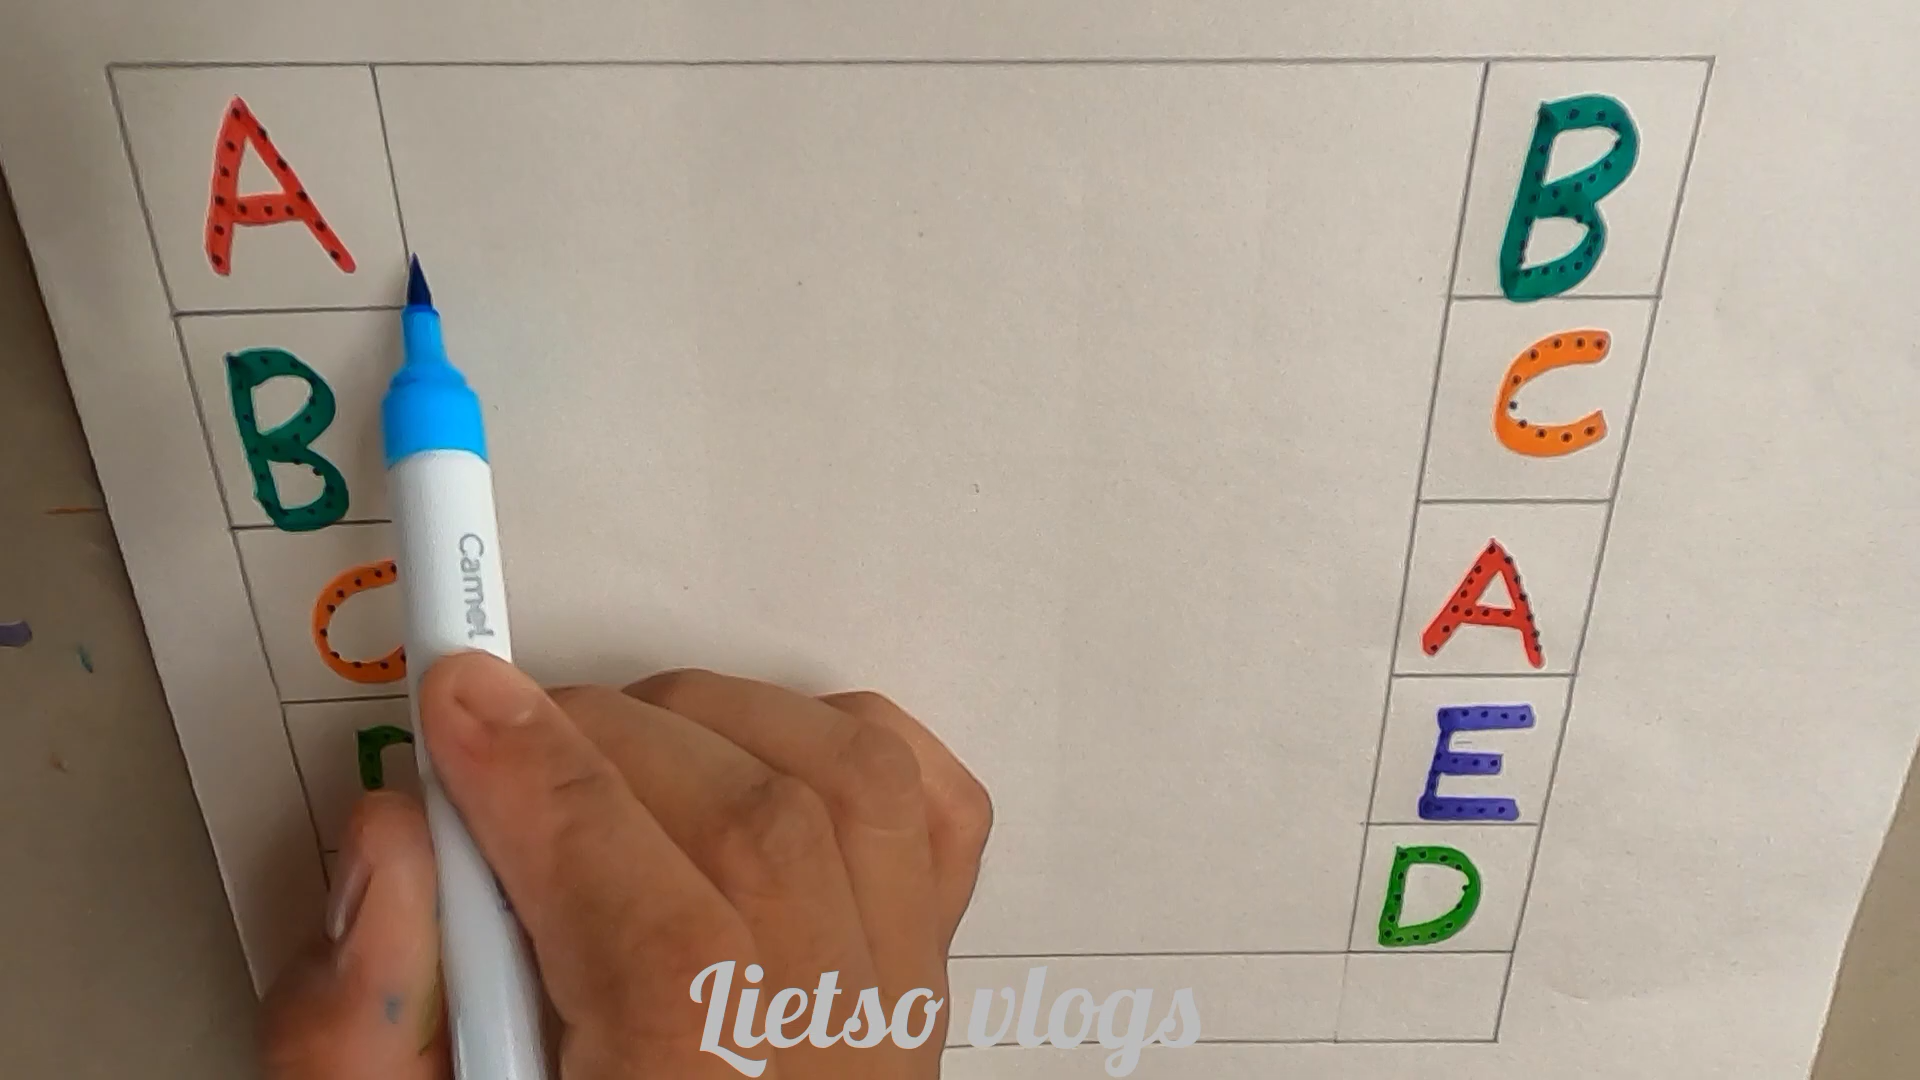 A B
B C
C A
D E
D
Camel
Lietso vlogs